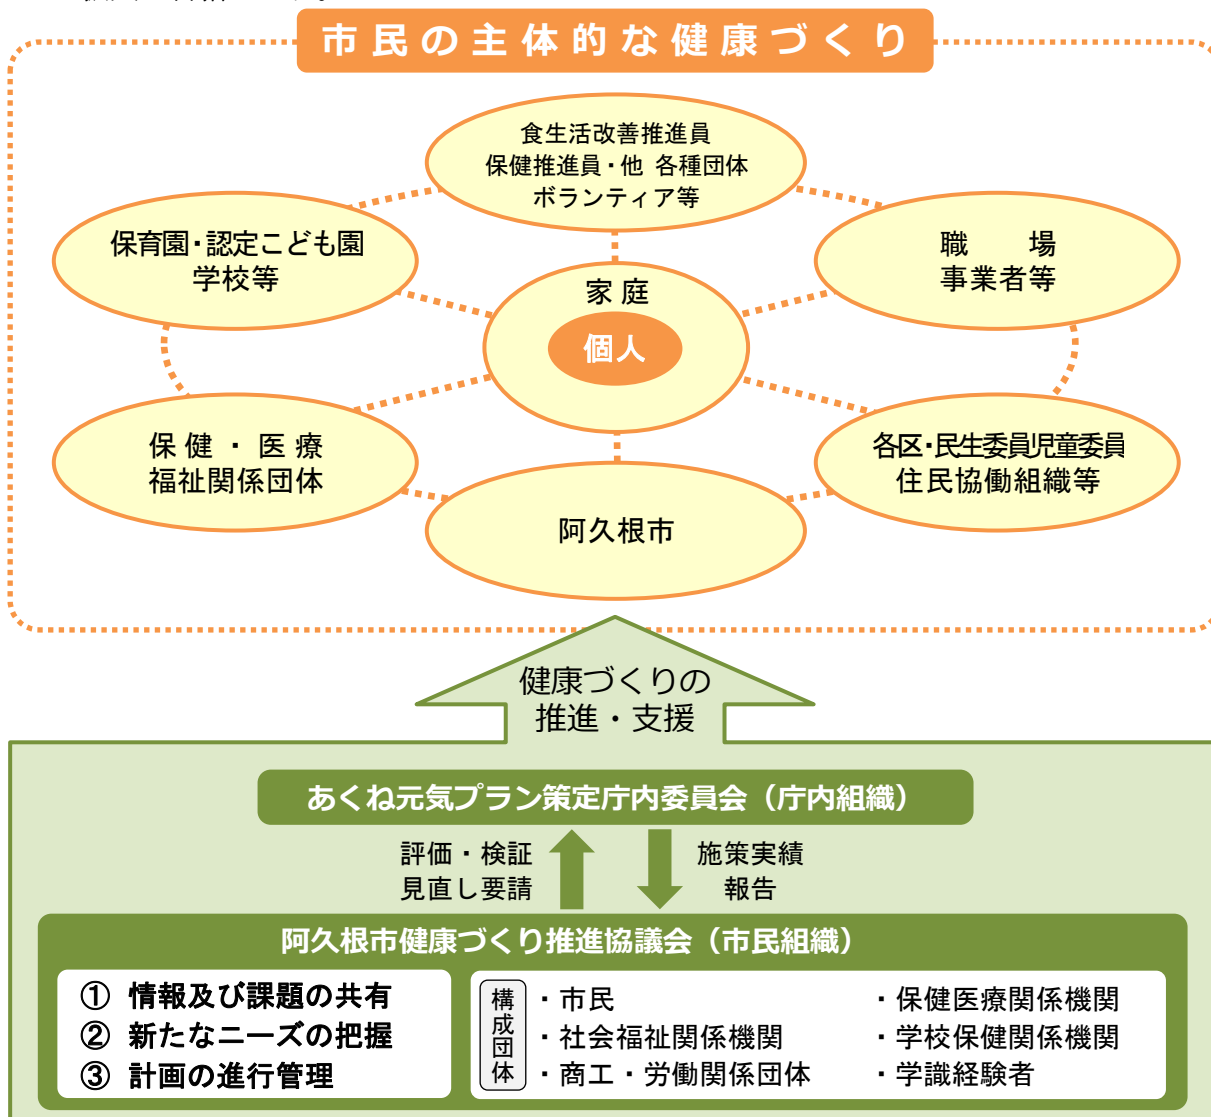 市民の主体的な健康づくり
食生活改善推進員
保健推進員・他 各種団体
ボランティア等
保育園・認定こども園
学校等
職　場
事業者等
家庭
個人
保健・医療
福祉関係団体
各区・民生委員児童委員
住民協働組織等
阿久根市
健康づくりの
推進・支援
あくね元気プラン策定庁内委員会（庁内組織）
評価・検証
見直し要請
施策実績
報告
阿久根市健康づくり推進協議会（市民組織）
① 情報及び課題の共有
② 新たなニーズの把握
③ 計画の進行管理
構成団体
・市民
・社会福祉関係機関
・商工・労働関係団体
・保健医療関係機関
・学校保健関係機関
・学識経験者